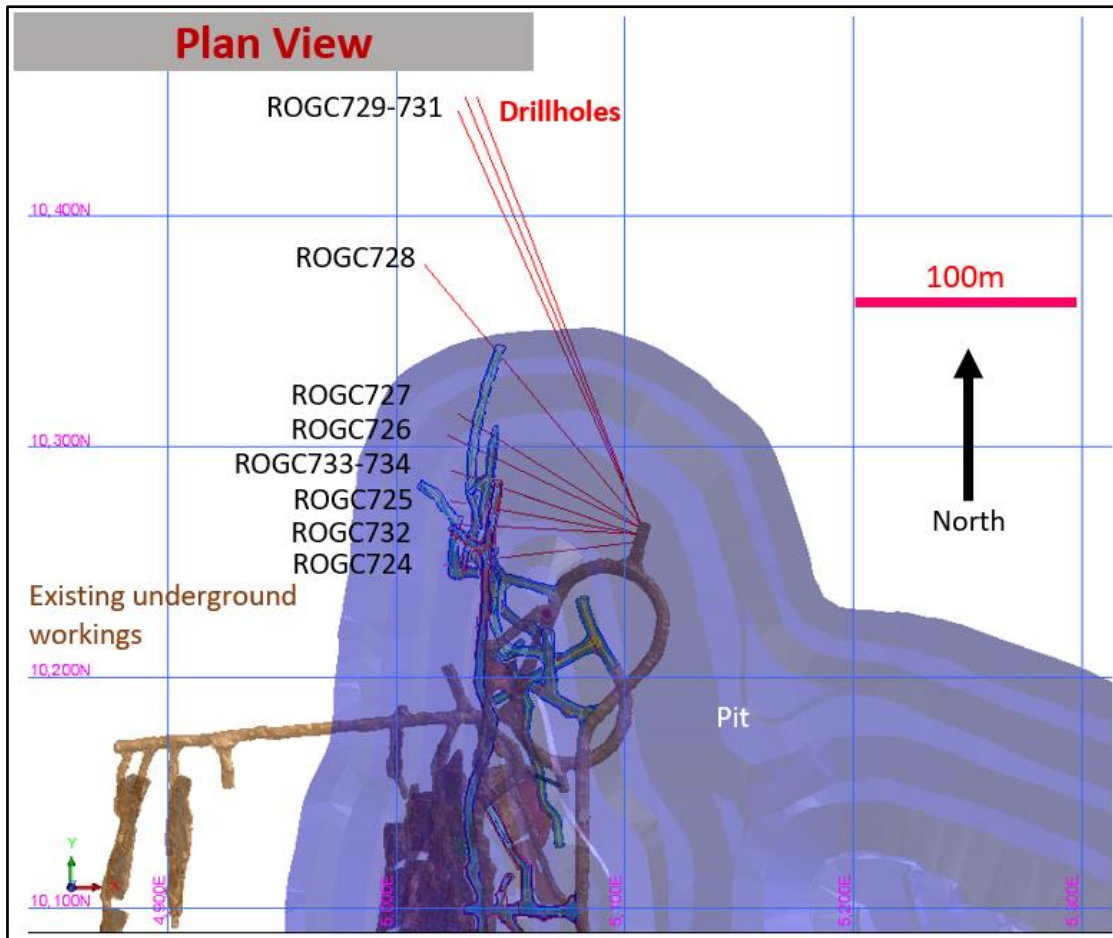 Plan View
ROGC729-731
Drillholes
10,400N
ROGC728
100m
ROGC727
ROGC726
10,300N
ROGC733-734
ROGC725
North
ROGC732
ROGC724
Existing underground
workings
10,200N
Pit
Y
X
10,100N
4,900E
5,000E
5,100E
5,200E
5,300E